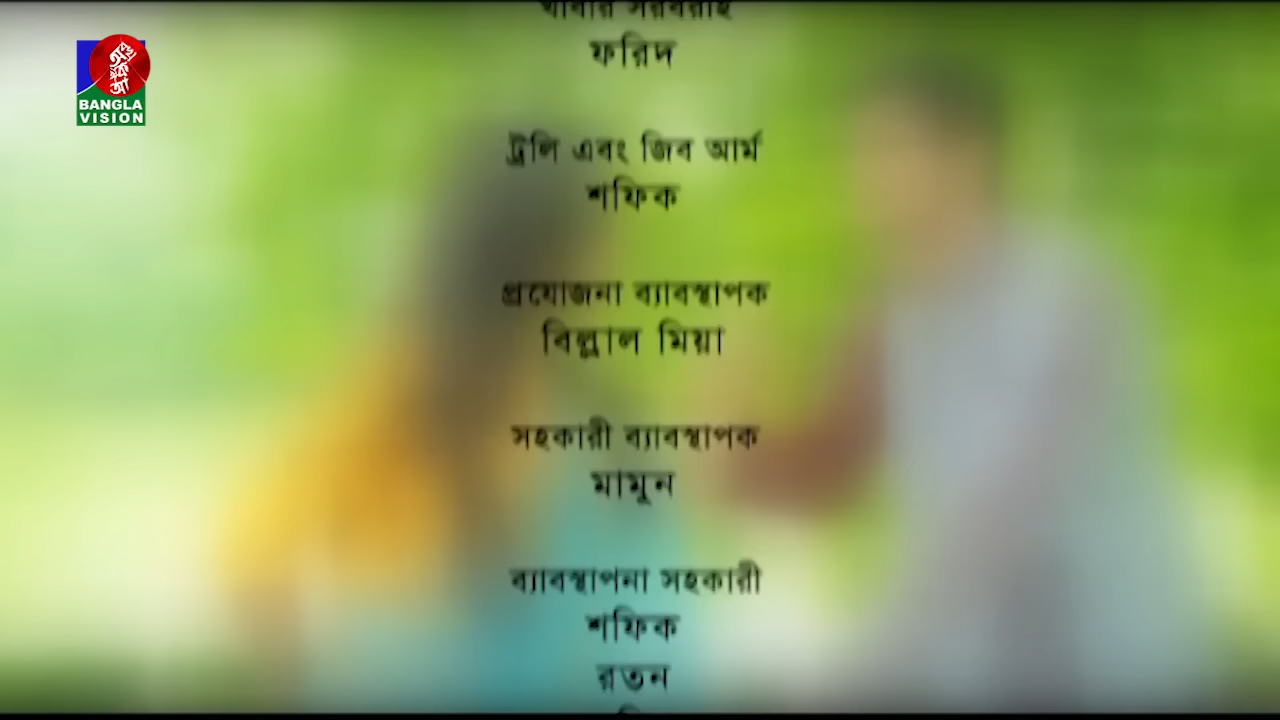 খাবার সরবরাহ
ফরিদ
ট্রলি এবং জিব আর্ম
শফিক
প্রযোজনা ব্যাবস্থাপক
বিল্লাল মিয়া
সহকারী ব্যাবস্থাপক
মামুন
ব্যাবস্থাপনা সহকারী
শফিক
রতন
BANGLA
VISION